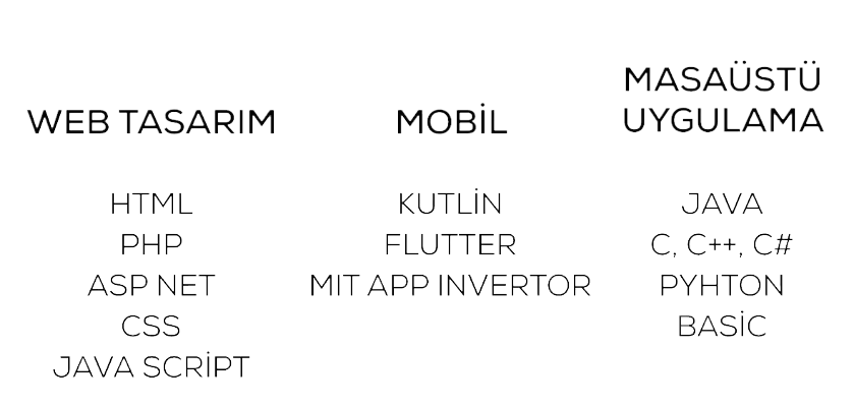 WEB TASARIM
HTML
PHP
ASP NET
CSS
JAVA SCRİPT
MOBİL
KUTLİN
FLUTTER
MIT APP INVERTOR
MASAÜSTÜ
UYGULAMA
JAVA
C, C++, C#
PYHTON
BASİC